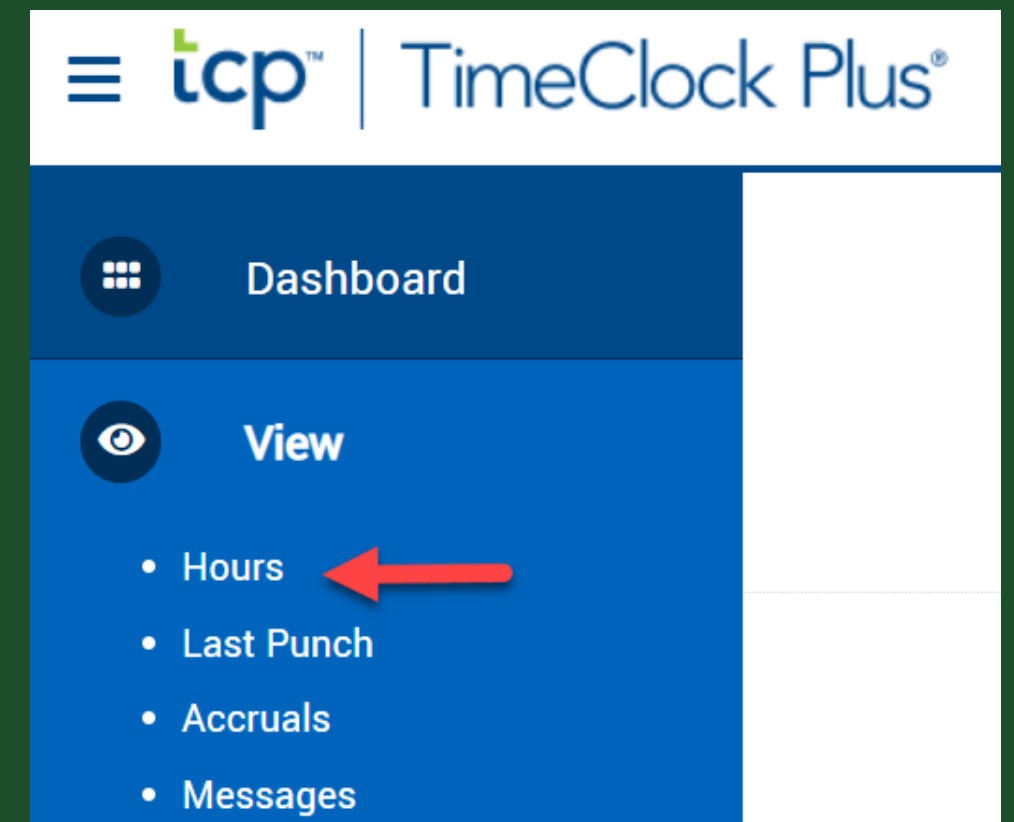 tcp™ | TimeClock Plus®
Dashboard
View
• Hours
• Last Punch
• Accruals
• Messages